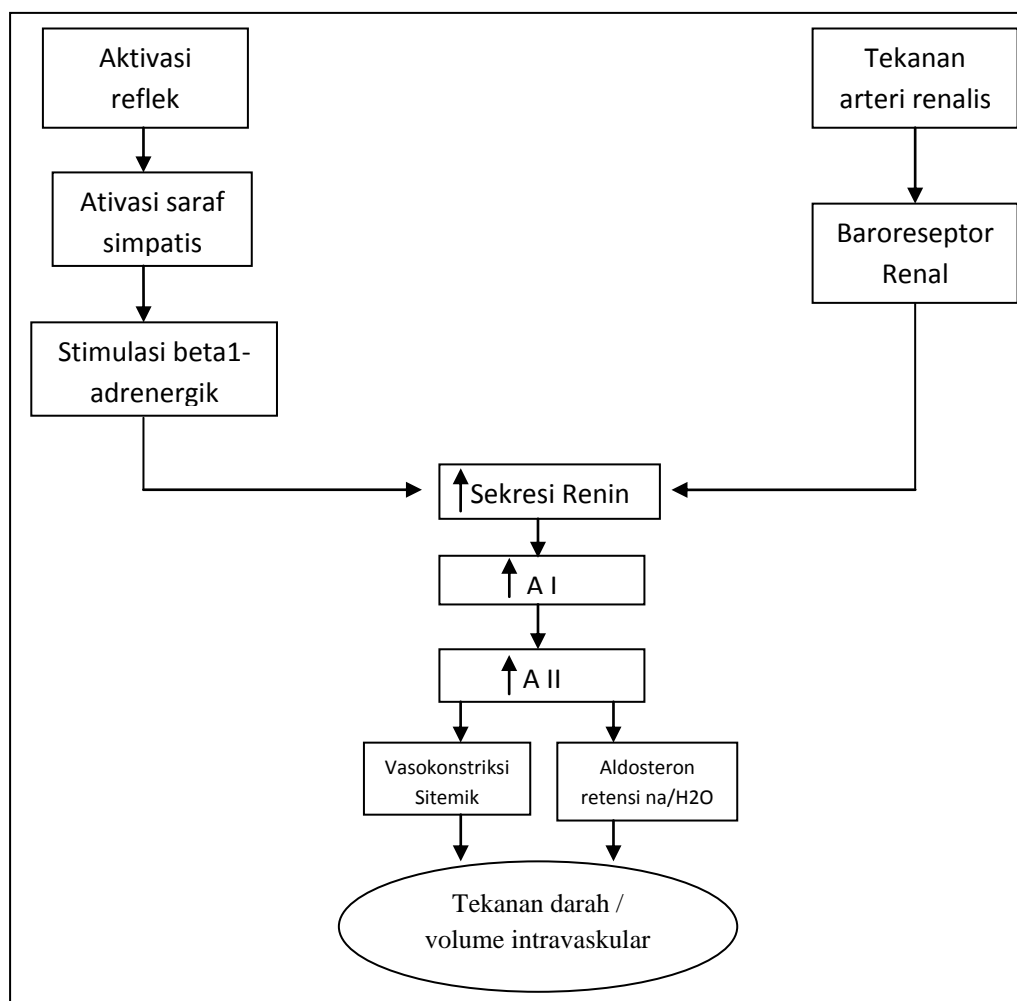 Aktivasi
reflek
Tekanan
arteri renalis
Ativasi saraf
simpatis
Baroreseptor
Renal
Stimulasi beta1-
adrenergik
Sekresi Renin
A I
A II
Vasokonstriksi
Sitemik
Aldosteron
retensi na/H2O
Tekanan darah /
volume intravaskular